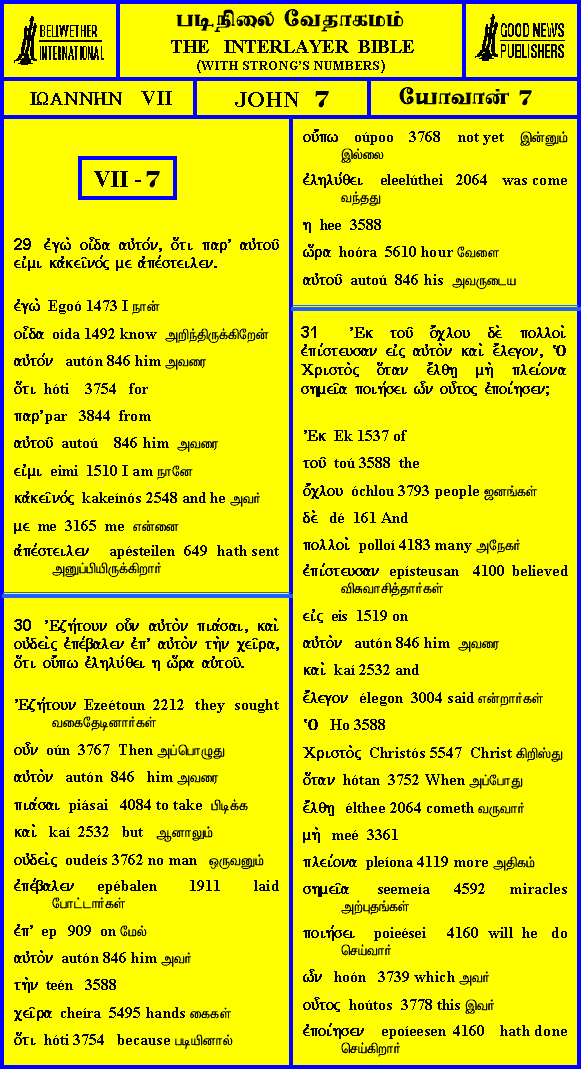 BELIWETHER
INTERNATIONAL
படிநிலை வேதாகமம்
THE INTERLAYER BIBLE
(WITH STRONG'S NUMBERS)
GOOD NEWS
PUBLISHERS
ΙΩΑΝΝΗΝ VII
JOHN 7
யோவான் 7
VII - 7
29 ἐγὼ οἶδα αὐτόν, ὅτι παρ' αὐτοῦ
εἰμι κἀκεῖνός με ἀπέστειλεν.
ἐγὼ Egoó 1473 I நான்
οἶδα oída 1492 know அறிந்திருக்கிறேன்
αὐτόν autón 846 him அவரை
ὅτι hóti 3754 for
παρ' par 3844 from
αὐτοῦ autoú 846 him அவரை
εἰμι eimi 1510 I am நானே
κἀκεῖνός kakeínós 2548 and he அவர்
με me 3165 me என்னை
ἀπέστειλεν apésteilen 649 hath sent
அனுப்பியிருக்கிறார்
30 Ἐζήτουν οὖν αὐτὸν πιάσαι, καὶ
οὐδεὶς ἐπέβαλεν ἐπ' αὐτὸν τὴν χεῖρα,
ὅτι οὔπω ἐληλύθει η ὥρα αὐτοῦ.
Ἐζήτουν Ezeétoun 2212 they sought
வகைதேடினார்கள்
οὖν oún 3767 Then அப்பொழுது
αὐτὸν autón 846 him அவரை
πιάσαι piásai 4084 to take பிடிக்க
καὶ kaí 2532 but ஆனாலும்
οὐδεὶς oudeís 3762 no man ஒருவனும்
ἐπέβαλεν epébalen 1911 laid
போட்டார்கள்
ἐπ' ep 909 on மேல்
αὐτὸν autón 846 him அவர்
τὴν teén 3588
χεῖρα cheíra 5495 hands கைகள்
ὅτι hóti 3754 because படியினால்
οὔπω oúpoo 3768 not yet இன்னும்
இல்லை
ἐληλύθει eleelúthei 2064 was come
வந்தது
η hee 3588
ὥρα hoóra 5610 hour வேளை
αὐτοῦ autoú 846 his அவருடைய
31 Ἐκ τοῦ ὄχλου δὲ πολλοὶ
ἐπίστευσαν εἰς αὐτὸν καὶ ἔλεγον, Ὁ
Χριστὸς ὅταν ἔλθῃ μὴ πλείονα
σημεῖα ποιήσει ὧν οὗτος ἐποίησεν;
Ἐκ Ek 1537 of
τοῦ toú 3588 the
ὄχλου óchlou 3793 people ஜனங்கள்
δὲ dé 161 And
πολλοὶ polloí 4183 many அநேகர்
ἐπίστευσαν epísteusan 4100 believed
விசுவாசித்தார்கள்
εἰς eis 1519 on
αὐτὸν autón 846 him அவரை
καὶ kaí 2532 and
ἔλεγον élegon 3004 said என்றார்கள்
Ὁ Ho 3588
Χριστὸς Christós 5547 Christ கிறிஸ்து
ὅταν hótan 3752 When அப்போது
ἔλθῃ élthee 2064 cometh வருவார்
μὴ meé 3361
πλείονα pleíona 4119 more அதிகம்
σημεῖα seemeía 4592 miracles
அற்புதங்கள்
ποιήσει poieései 4160 will he do
செய்வார்
ὧν hoón 3739 which அவர்
οὗτος hoútos 3778 this இவர்
ἐποίησεν epoíeesen 4160 hath done
செய்கிறார்